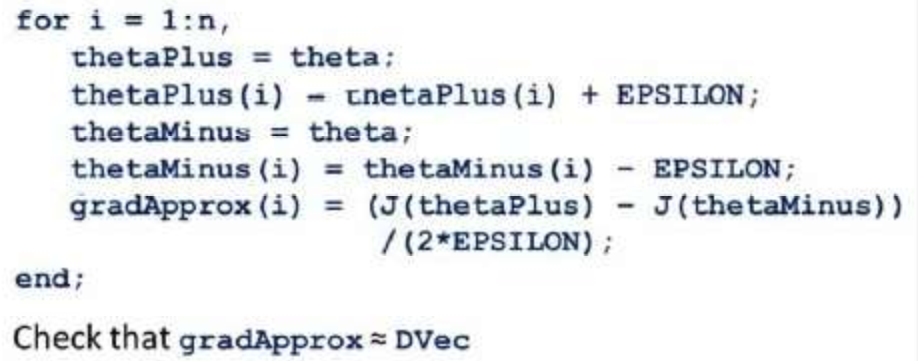 for i = 1:n,
thetaPlus = theta;
thetaPlus(i) = thetaPlus(i) + EPSILON;
thetaMinus = theta;
thetaMinus(i) = thetaMinus(i) - EPSILON;
gradApprox(i) = (J(thetaPlus) - J(thetaMinus))
/(2*EPSILON);
end;
Check that gradApprox ≈ DVec